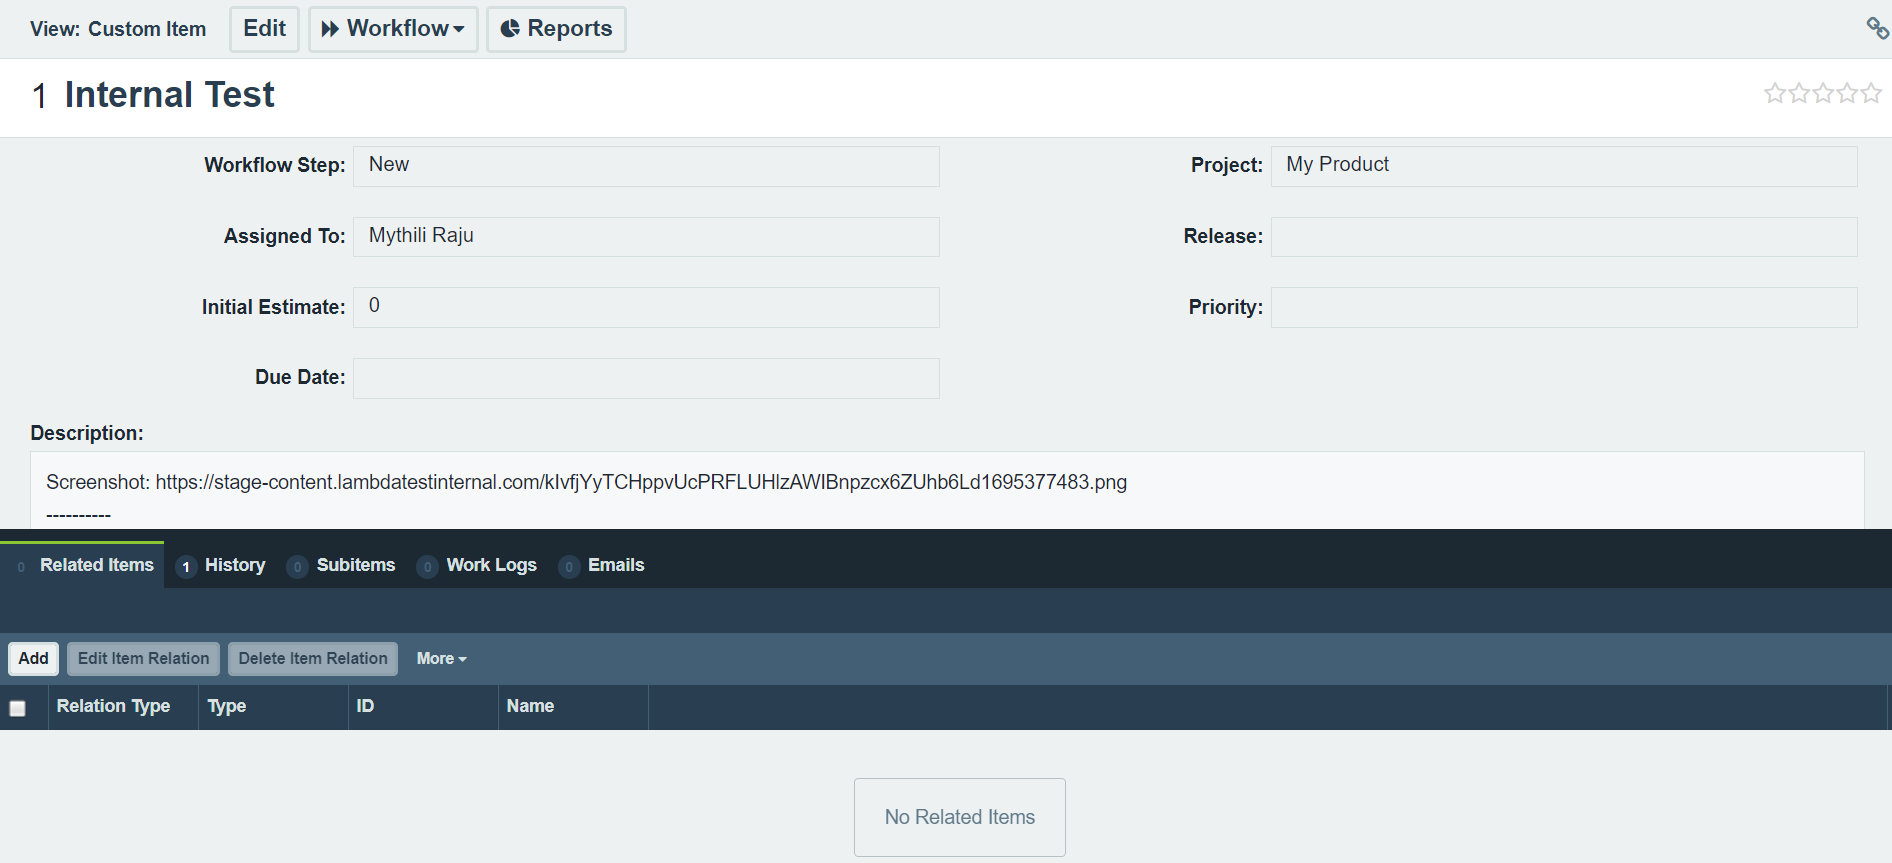 View: Custom Item Edit Workflow Reports
1 Internal Test
Workflow Step: New Project: My Product
Assigned To: Mythili Raju Release:
Initial Estimate: 0 Priority:
Due Date:
Description:
Screenshot: https://stage-content.lambdatestinternal.com/kIvfjYyTCHppvUcPRFLUHlzAWIBnpzcx6ZUhb6Ld1695377483.png
----------
0 Related Items 1 History 0 Subitems 0 Work Logs 0 Emails
Add Edit Item Relation Delete Item Relation More
Relation Type Type ID Name
No Related Items